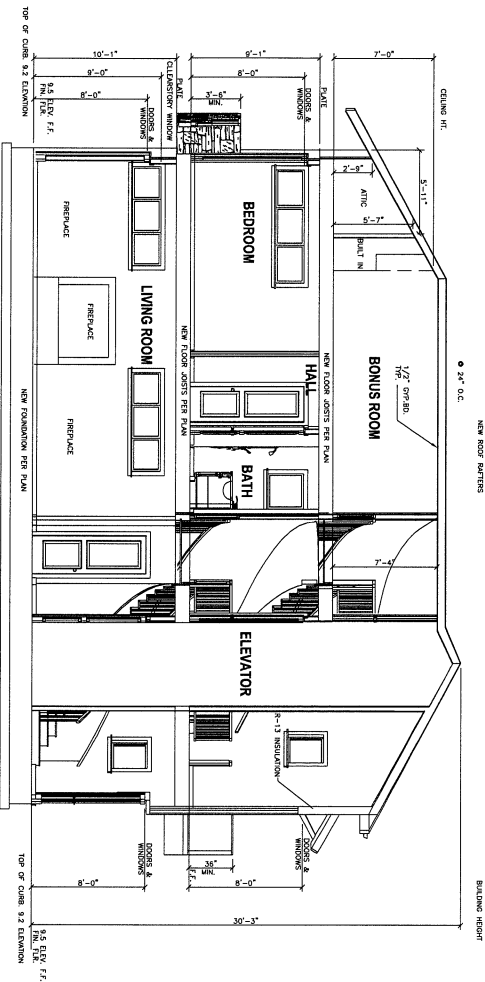 NEW ROOF RAFTERS
@ 24" O.C.
BUILDING HEIGHT
CEILING HT.
5'-11"
7'-0"
2'-9"
ATTIC
5'-7"
BUILT IN
1/2" GYP.BD.
TYP.
BONUS ROOM
7'-4"
PLATE
NEW FLOOR JOISTS PER PLAN
DOORS &
WINDOWS
9'-1"
8'-0"
3'-6"
MIN.
BEDROOM
HALL
BATH
ELEVATOR
R-13 INSULATION
DOORS &
WINDOWS
36"
MIN.
F.F.
8'-0"
30'-3"
PLATE
CLEARSTORY WINDOW
NEW FLOOR JOISTS PER PLAN
DOORS &
WINDOWS
10'-1"
9'-0"
8'-0"
LIVING ROOM
FIREPLACE
FIREPLACE
FIREPLACE
DOORS &
WINDOWS
8'-0"
9.5 ELEV. F.F.
FIN. FLR.
TOP OF CURB. 9.2 ELEVATION
NEW FOUNDATION PER PLAN
9.5 ELEV. F.F.
FIN. FLR.
TOP OF CURB. 9.2 ELEVATION